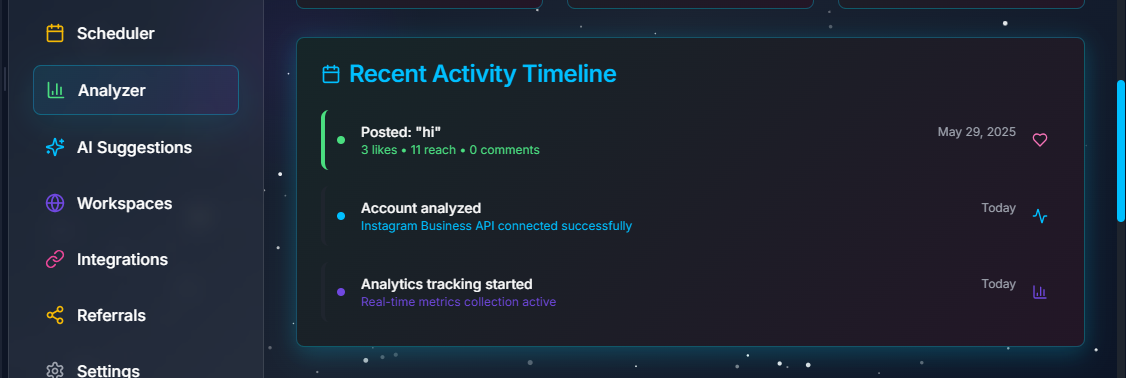 Scheduler
Analyzer
AI Suggestions
Workspaces
Integrations
Referrals
Settings
Recent Activity Timeline
Posted: "hi"
3 likes • 11 reach • 0 comments
May 29, 2025
Account analyzed
Instagram Business API connected successfully
Today
Analytics tracking started
Real-time metrics collection active
Today